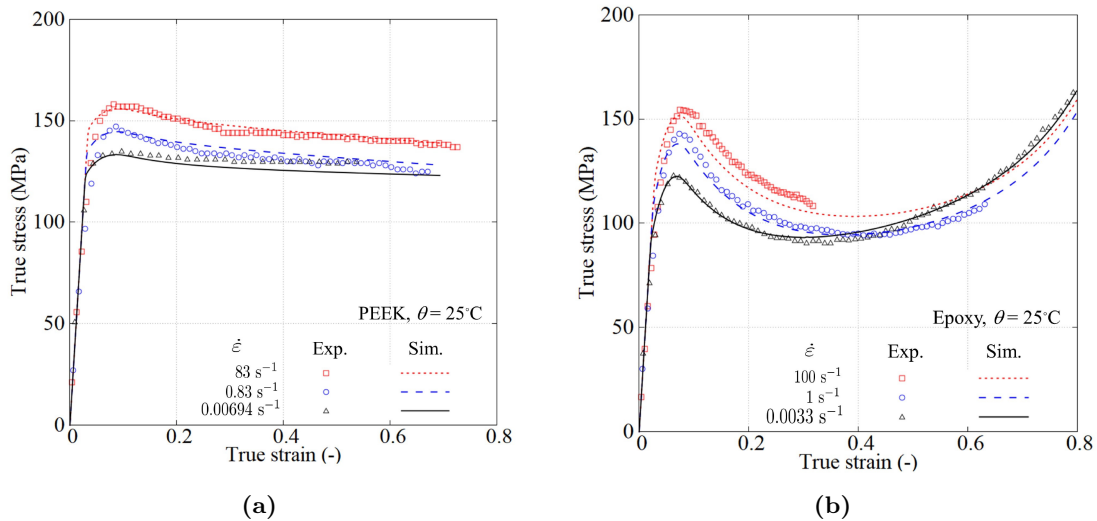 200
150
100
50
0
True stress (MPa)
PEEK, θ = 25°C
ε̇ Exp. Sim.
83 s⁻¹
0.83 s⁻¹
0.00694 s⁻¹
0 0.2 0.4 0.6 0.8
True strain (-)
(a)
200
150
100
50
0
True stress (MPa)
Epoxy, θ = 25°C
ε̇ Exp. Sim.
100 s⁻¹
1 s⁻¹
0.0033 s⁻¹
0 0.2 0.4 0.6 0.8
True strain (-)
(b)